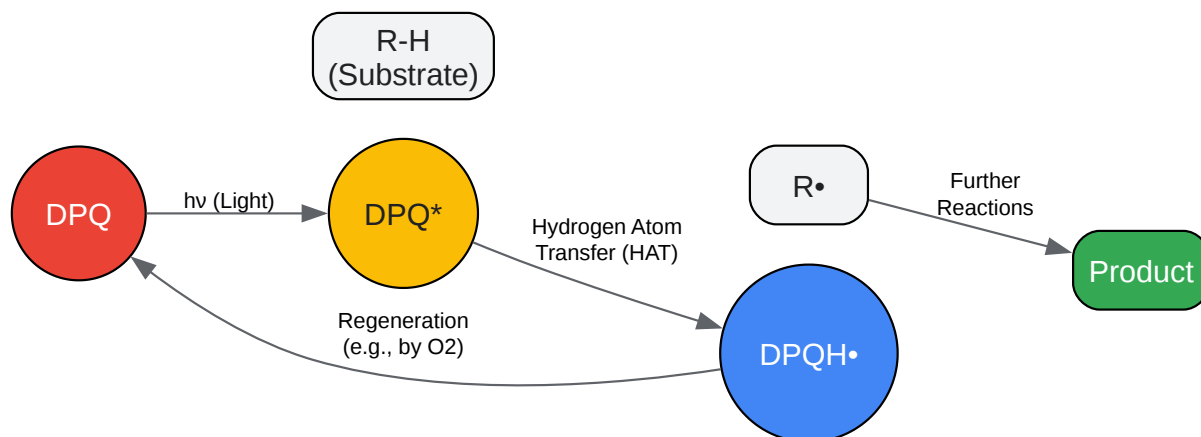 R-H
(Substrate)
DPQ
hν (Light)
DPQ*
Hydrogen Atom
Transfer (HAT)
R•
Further
Reactions
Product
Regeneration
(e.g., by O2)
DPQH•